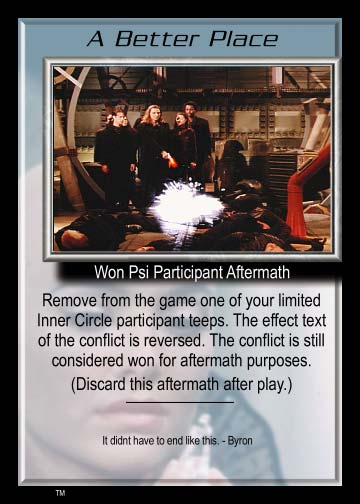 A Better Place
Won Psi Participant Aftermath
Remove from the game one of your limited
Inner Circle participant teeps. The effect text
of the conflict is reversed. The conflict is still
considered won for aftermath purposes.
(Discard this aftermath after play.)
It didnt have to end like this. - Byron
TM